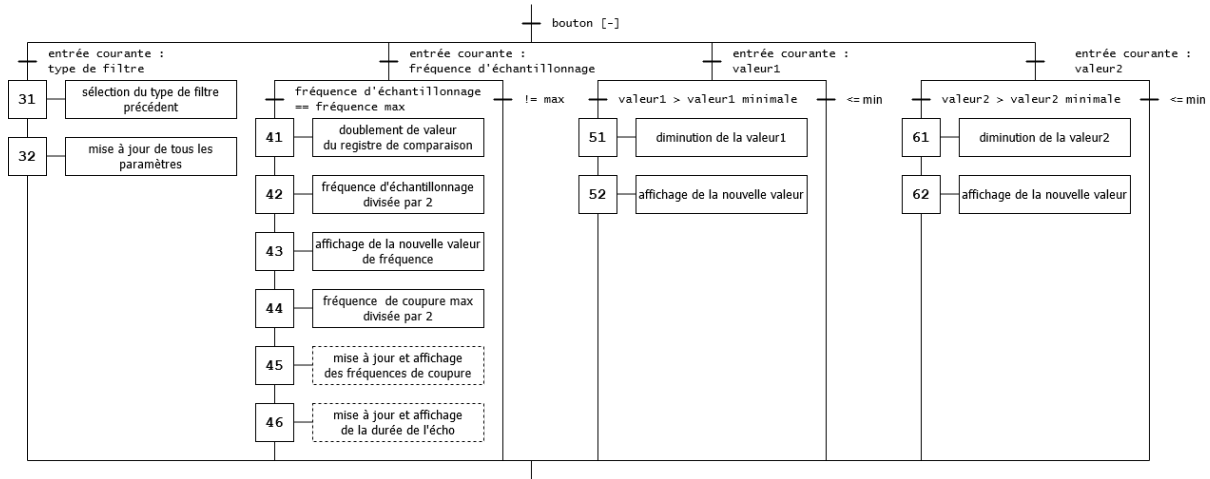 bouton [-]
entrée courante :
type de filtre
entrée courante :
fréquence d'échantillonnage
entrée courante :
valeur1
entrée courante :
valeur2
31
sélection du type de filtre
précédent
32
mise à jour de tous les
paramètres
fréquence d'échantillonnage
== fréquence max
!= max
41
doublement de valeur
du registre de comparaison
42
fréquence d'échantillonnage
divisée par 2
43
affichage de la nouvelle valeur
de fréquence
44
fréquence de coupure max
divisée par 2
45
mise à jour et affichage
des fréquences de coupure
46
mise à jour et affichage
de la durée de l'écho
valeur1 > valeur1 minimale
<= min
51
diminution de la valeur1
52
affichage de la nouvelle valeur
valeur2 > valeur2 minimale
<= min
61
diminution de la valeur2
62
affichage de la nouvelle valeur